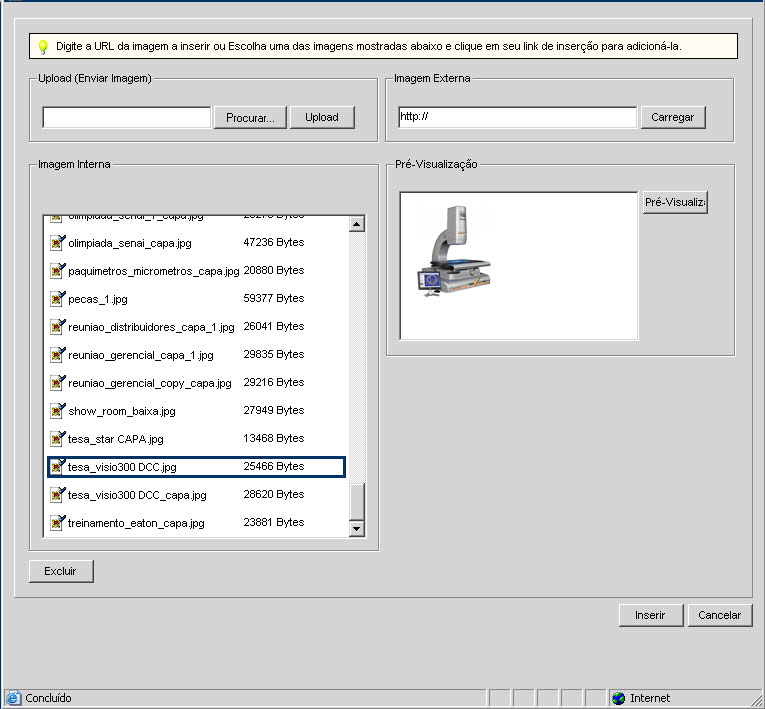 Digite a URL da imagem a inserir ou Escolha uma das imagens mostradas abaixo e clique em seu link de inserção para adicioná-la.
Upload (Enviar Imagem)
Imagem Externa
Procurar...
Upload
http://
Carregar
Imagem Interna
Pré-Visualização
Pré-Visualiz
olimpiada_senai_capa.jpg 47236 Bytes
paquimetros_micrometros_capa.jpg 20880 Bytes
pecas_1.jpg 59377 Bytes
reuniao_distribuidores_capa_1.jpg 26041 Bytes
reuniao_gerencial_capa_1.jpg 29835 Bytes
reuniao_gerencial_copy_capa.jpg 29216 Bytes
show_room_baixa.jpg 27949 Bytes
tesa_star CAPA.jpg 13468 Bytes
tesa_visio300 DCC.jpg 25466 Bytes
tesa_visio300 DCC_capa.jpg 28620 Bytes
treinamento_eaton_capa.jpg 23881 Bytes
Excluir
Inserir
Cancelar
Concluído
Internet